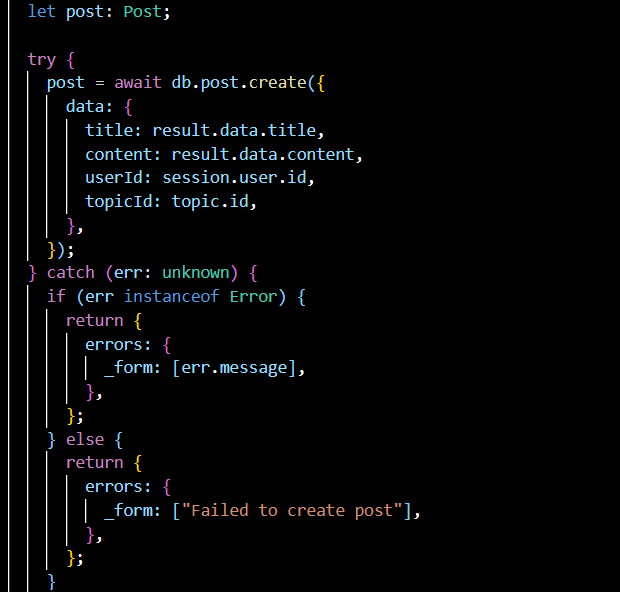 let post: Post;
try {
post = await db.post.create({
data: {
title: result.data.title,
content: result.data.content,
userId: session.user.id,
topicId: topic.id,
},
});
} catch (err: unknown) {
if (err instanceof Error) {
return {
errors: {
_form: [err.message],
},
};
} else {
return {
errors: {
_form: ["Failed to create post"],
},
};
}